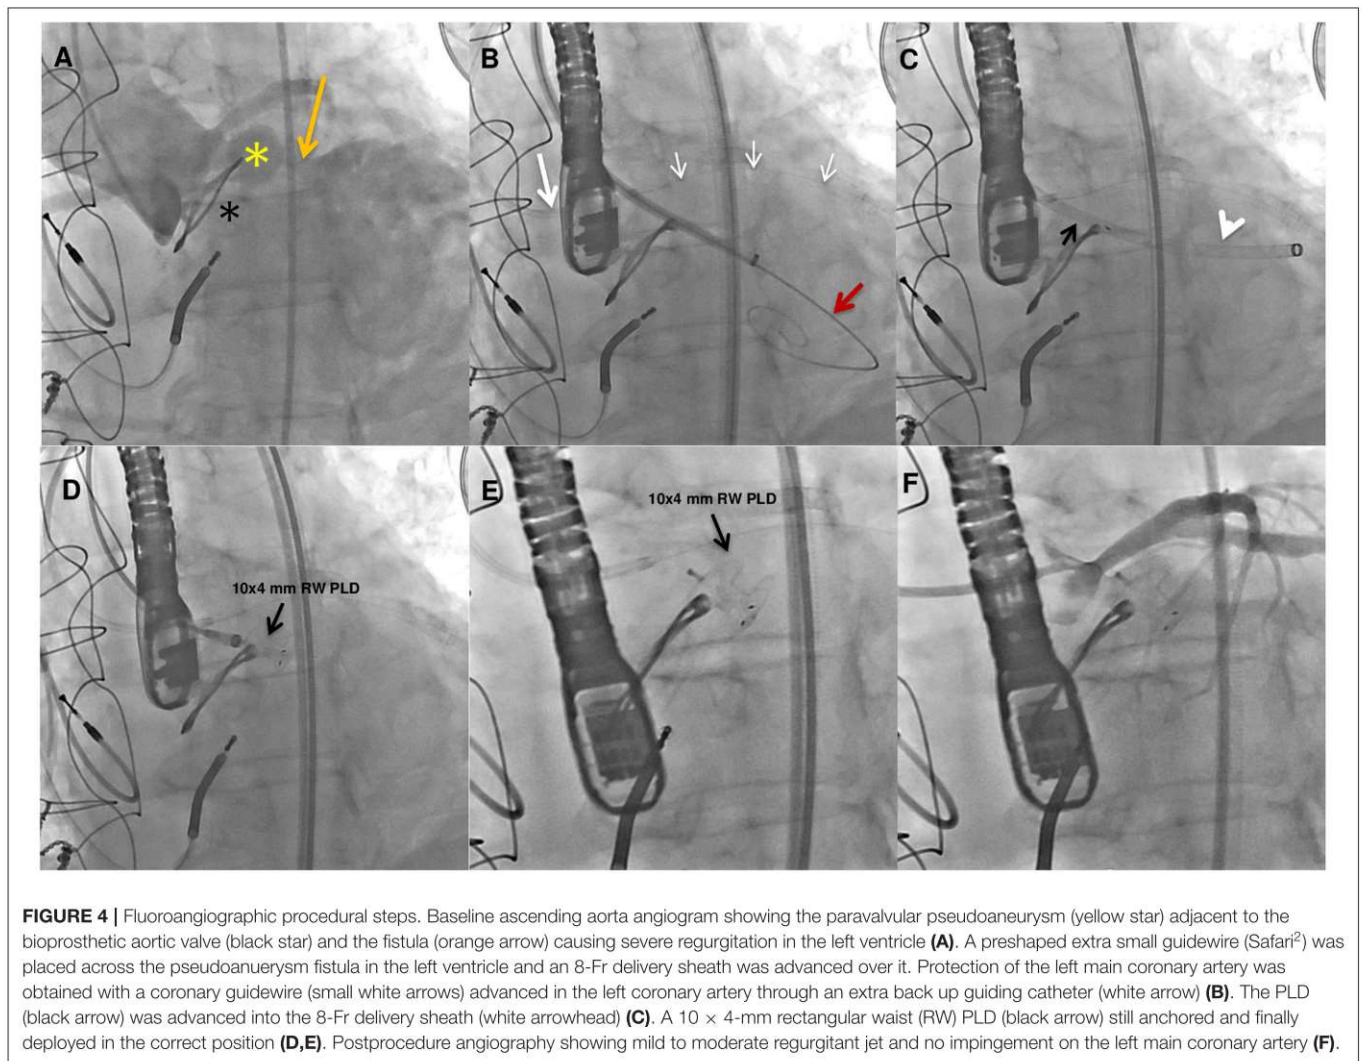 A
B
C
D
10x4 mm RW PLD
E
10x4 mm RW PLD
F
FIGURE 4 | Fluoroangiographic procedural steps. Baseline ascending aorta angiogram showing the paravalvular pseudoaneurysm (yellow star) adjacent to the
bioprosthetic aortic valve (black star) and the fistula (orange arrow) causing severe regurgitation in the left ventricle (A). A preshaped extra small guidewire (Safari²) was
placed across the pseudoanuerysm fistula in the left ventricle and an 8-Fr delivery sheath was advanced over it. Protection of the left main coronary artery was
obtained with a coronary guidewire (small white arrows) advanced in the left coronary artery through an extra back up guiding catheter (white arrow) (B). The PLD
(black arrow) was advanced into the 8-Fr delivery sheath (white arrowhead) (C). A 10 × 4-mm rectangular waist (RW) PLD (black arrow) still anchored and finally
deployed in the correct position (D,E). Postprocedure angiography showing mild to moderate regurgitant jet and no impingement on the left main coronary artery (F).